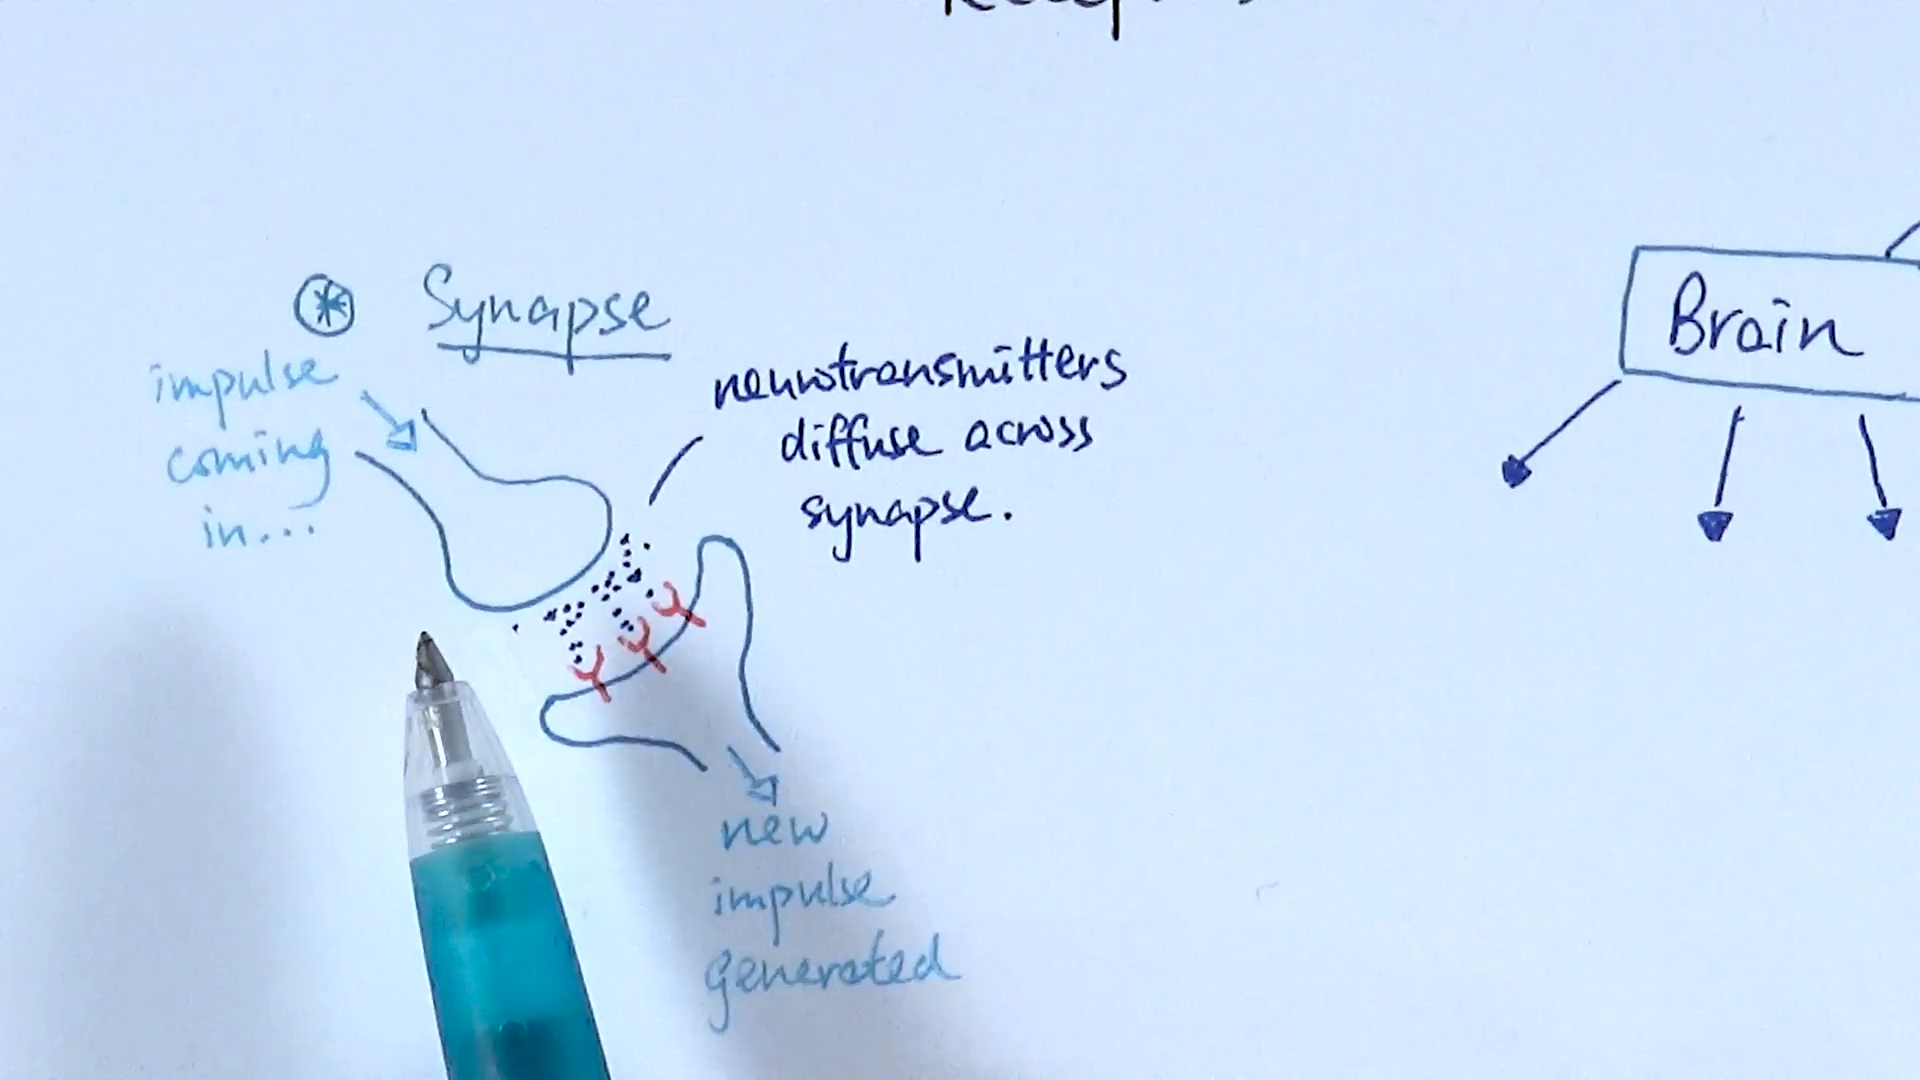 Synapse
impulse
coming
in...
neurotransmitters
diffuse across
synapse.
new
impulse
generated
Brain